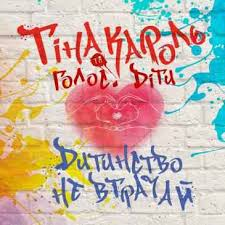 Тіна Кароль
та
Голос. Діти
Дитинство
не втрачай